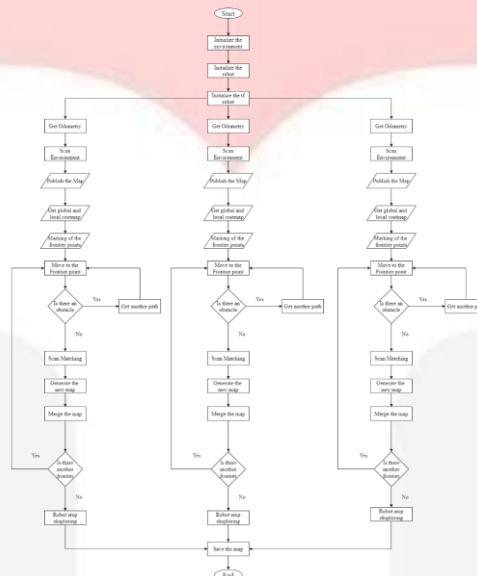 Start
Initialize the
environment
Initialize the
robot
Initialize the tf
robot
Get Odometry
Scan
Environment
Publish the Map
Get global and
local costmap
Marking of the
frontier points
Move to the
Frontier point
Is there an
obstacle
Yes
Get another path
No
Scan Matching
Generate the
new map
Merge the map
Is there
another
frontier
Yes
No
Robot stop
exploring
Get Odometry
Scan
Environment
Publish the Map
Get global and
local costmap
Marking of the
frontier points
Move to the
Frontier point
Is there an
obstacle
Yes
Get another path
No
Scan Matching
Generate the
new map
Merge the map
Is there
another
frontier
Yes
No
Robot stop
exploring
Get Odometry
Scan
Environment
Publish the Map
Get global and
local costmap
Marking of the
frontier points
Move to the
Frontier point
Is there an
obstacle
Yes
Get another p
No
Scan Matching
Generate the
new map
Merge the map
Is there
another
frontier
Yes
No
Robot stop
exploring
Save the map
End